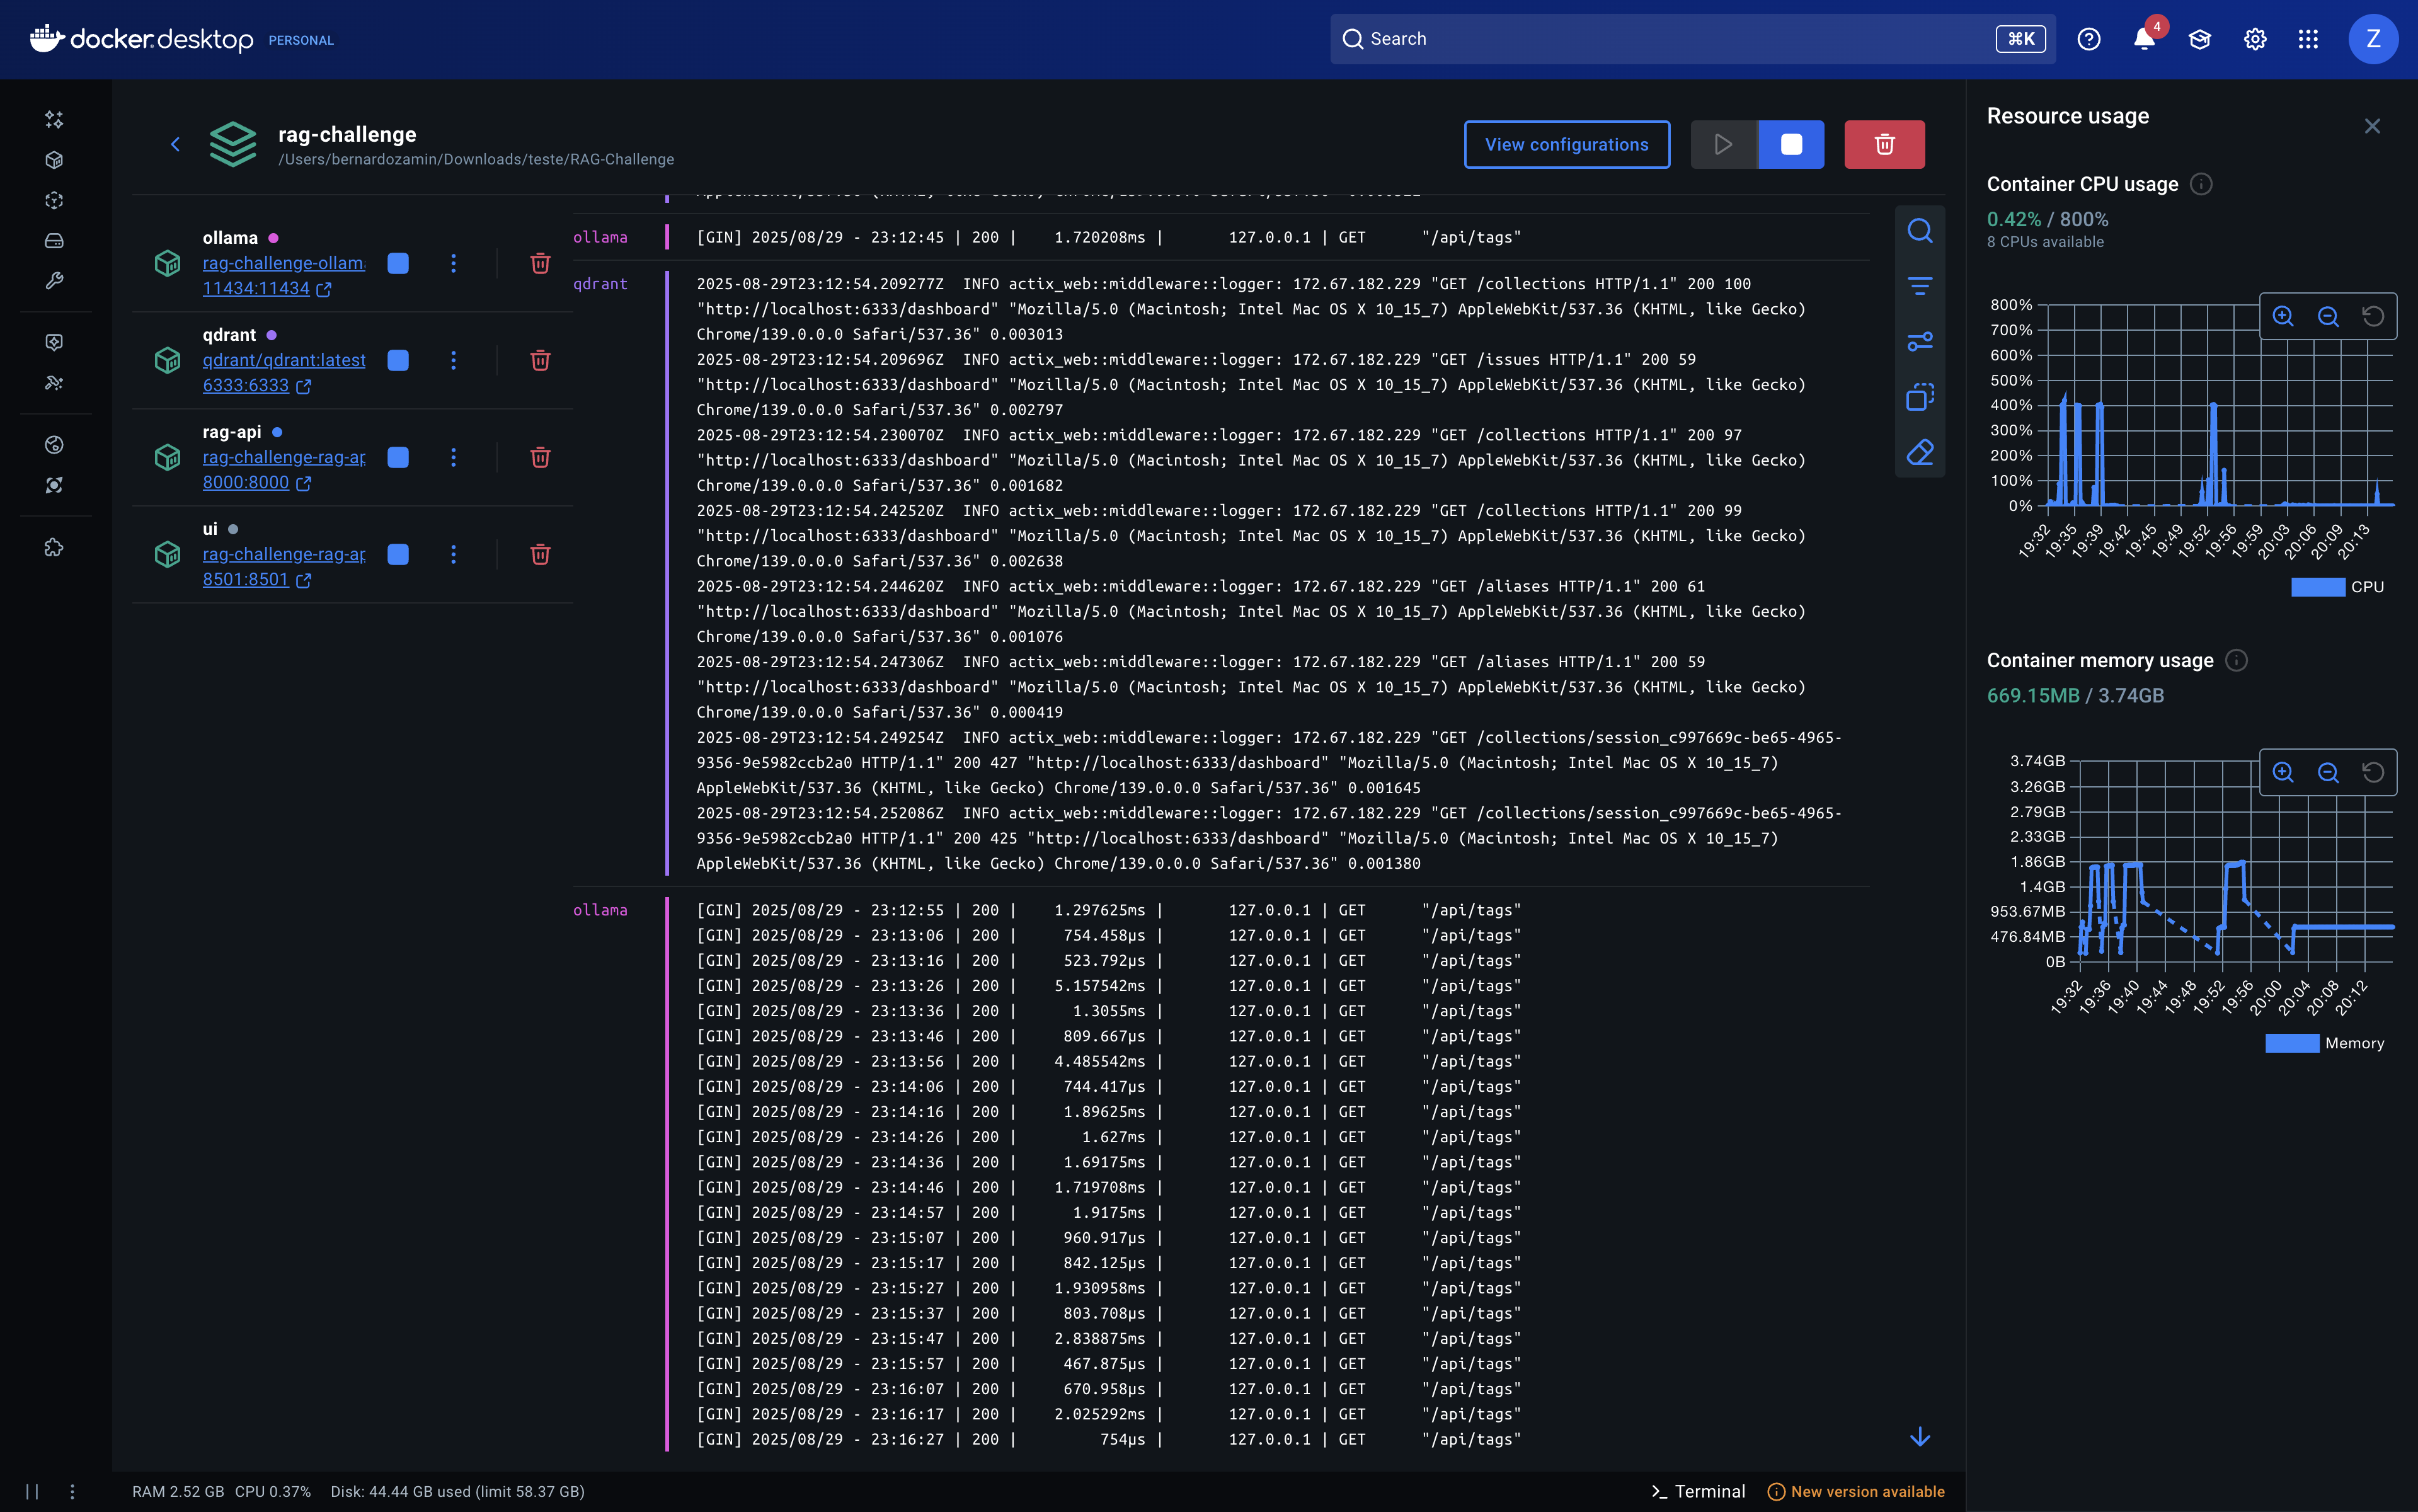 docker.desktop PERSONAL
Search
⌘K
4
Z
rag-challenge
/Users/bernardozamin/Downloads/teste/RAG-Challenge
View configurations
ollama
rag-challenge-ollam
11434:11434
qdrant
qdrant/qdrant:latest
6333:6333
rag-api
rag-challenge-rag-ap
8000:8000
ui
rag-challenge-rag-ap
8501:8501
ollama
[GIN] 2025/08/29 - 23:12:45 | 200 | 1.720208ms | 127.0.0.1 | GET "/api/tags"
qdrant
2025-08-29T23:12:54.209277Z INFO actix_web::middleware::logger: 172.67.182.229 "GET /collections HTTP/1.1" 200 100
"http://localhost:6333/dashboard" "Mozilla/5.0 (Macintosh; Intel Mac OS X 10_15_7) AppleWebKit/537.36 (KHTML, like Gecko)
Chrome/139.0.0.0 Safari/537.36" 0.003013
2025-08-29T23:12:54.209696Z INFO actix_web::middleware::logger: 172.67.182.229 "GET /issues HTTP/1.1" 200 59
"http://localhost:6333/dashboard" "Mozilla/5.0 (Macintosh; Intel Mac OS X 10_15_7) AppleWebKit/537.36 (KHTML, like Gecko)
Chrome/139.0.0.0 Safari/537.36" 0.002797
2025-08-29T23:12:54.230070Z INFO actix_web::middleware::logger: 172.67.182.229 "GET /collections HTTP/1.1" 200 97
"http://localhost:6333/dashboard" "Mozilla/5.0 (Macintosh; Intel Mac OS X 10_15_7) AppleWebKit/537.36 (KHTML, like Gecko)
Chrome/139.0.0.0 Safari/537.36" 0.001682
2025-08-29T23:12:54.242520Z INFO actix_web::middleware::logger: 172.67.182.229 "GET /collections HTTP/1.1" 200 99
"http://localhost:6333/dashboard" "Mozilla/5.0 (Macintosh; Intel Mac OS X 10_15_7) AppleWebKit/537.36 (KHTML, like Gecko)
Chrome/139.0.0.0 Safari/537.36" 0.002638
2025-08-29T23:12:54.244620Z INFO actix_web::middleware::logger: 172.67.182.229 "GET /aliases HTTP/1.1" 200 61
"http://localhost:6333/dashboard" "Mozilla/5.0 (Macintosh; Intel Mac OS X 10_15_7) AppleWebKit/537.36 (KHTML, like Gecko)
Chrome/139.0.0.0 Safari/537.36" 0.001076
2025-08-29T23:12:54.247306Z INFO actix_web::middleware::logger: 172.67.182.229 "GET /aliases HTTP/1.1" 200 59
"http://localhost:6333/dashboard" "Mozilla/5.0 (Macintosh; Intel Mac OS X 10_15_7) AppleWebKit/537.36 (KHTML, like Gecko)
Chrome/139.0.0.0 Safari/537.36" 0.000419
2025-08-29T23:12:54.249254Z INFO actix_web::middleware::logger: 172.67.182.229 "GET /collections/session_c997669c-be65-4965-
9356-9e5982ccb2a0 HTTP/1.1" 200 427 "http://localhost:6333/dashboard" "Mozilla/5.0 (Macintosh; Intel Mac OS X 10_15_7)
AppleWebKit/537.36 (KHTML, like Gecko) Chrome/139.0.0.0 Safari/537.36" 0.001645
2025-08-29T23:12:54.252086Z INFO actix_web::middleware::logger: 172.67.182.229 "GET /collections/session_c997669c-be65-4965-
9356-9e5982ccb2a0 HTTP/1.1" 200 425 "http://localhost:6333/dashboard" "Mozilla/5.0 (Macintosh; Intel Mac OS X 10_15_7)
AppleWebKit/537.36 (KHTML, like Gecko) Chrome/139.0.0.0 Safari/537.36" 0.001380
ollama
[GIN] 2025/08/29 - 23:12:55 | 200 | 1.297625ms | 127.0.0.1 | GET "/api/tags"
[GIN] 2025/08/29 - 23:13:06 | 200 | 754.458µs | 127.0.0.1 | GET "/api/tags"
[GIN] 2025/08/29 - 23:13:16 | 200 | 523.792µs | 127.0.0.1 | GET "/api/tags"
[GIN] 2025/08/29 - 23:13:26 | 200 | 5.157542ms | 127.0.0.1 | GET "/api/tags"
[GIN] 2025/08/29 - 23:13:36 | 200 | 1.3055ms | 127.0.0.1 | GET "/api/tags"
[GIN] 2025/08/29 - 23:13:46 | 200 | 809.667µs | 127.0.0.1 | GET "/api/tags"
[GIN] 2025/08/29 - 23:13:56 | 200 | 4.485542ms | 127.0.0.1 | GET "/api/tags"
[GIN] 2025/08/29 - 23:14:06 | 200 | 744.417µs | 127.0.0.1 | GET "/api/tags"
[GIN] 2025/08/29 - 23:14:16 | 200 | 1.89625ms | 127.0.0.1 | GET "/api/tags"
[GIN] 2025/08/29 - 23:14:26 | 200 | 1.627ms | 127.0.0.1 | GET "/api/tags"
[GIN] 2025/08/29 - 23:14:36 | 200 | 1.69175ms | 127.0.0.1 | GET "/api/tags"
[GIN] 2025/08/29 - 23:14:46 | 200 | 1.719708ms | 127.0.0.1 | GET "/api/tags"
[GIN] 2025/08/29 - 23:14:57 | 200 | 1.9175ms | 127.0.0.1 | GET "/api/tags"
[GIN] 2025/08/29 - 23:15:07 | 200 | 960.917µs | 127.0.0.1 | GET "/api/tags"
[GIN] 2025/08/29 - 23:15:17 | 200 | 842.125µs | 127.0.0.1 | GET "/api/tags"
[GIN] 2025/08/29 - 23:15:27 | 200 | 1.930958ms | 127.0.0.1 | GET "/api/tags"
[GIN] 2025/08/29 - 23:15:37 | 200 | 803.708µs | 127.0.0.1 | GET "/api/tags"
[GIN] 2025/08/29 - 23:15:47 | 200 | 2.838875ms | 127.0.0.1 | GET "/api/tags"
[GIN] 2025/08/29 - 23:15:57 | 200 | 467.875µs | 127.0.0.1 | GET "/api/tags"
[GIN] 2025/08/29 - 23:16:07 | 200 | 670.958µs | 127.0.0.1 | GET "/api/tags"
[GIN] 2025/08/29 - 23:16:17 | 200 | 2.025292ms | 127.0.0.1 | GET "/api/tags"
[GIN] 2025/08/29 - 23:16:27 | 200 | 754µs | 127.0.0.1 | GET "/api/tags"
Resource usage
Container CPU usage
0.42% / 800%
8 CPUs available
800%
700%
600%
500%
400%
300%
200%
100%
0%
19:32 19:35 19:39 19:42 19:45 19:49 19:52 19:56 19:59 20:03 20:06 20:09 20:13
CPU
Container memory usage
669.15MB / 3.74GB
3.74GB
3.26GB
2.79GB
2.33GB
1.86GB
1.4GB
953.67MB
476.84MB
0B
19:32 19:36 19:40 19:44 19:48 19:52 19:56 20:00 20:04 20:08 20:12
Memory
RAM 2.52 GB CPU 0.37% Disk: 44.44 GB used (limit 58.37 GB)
Terminal
New version available